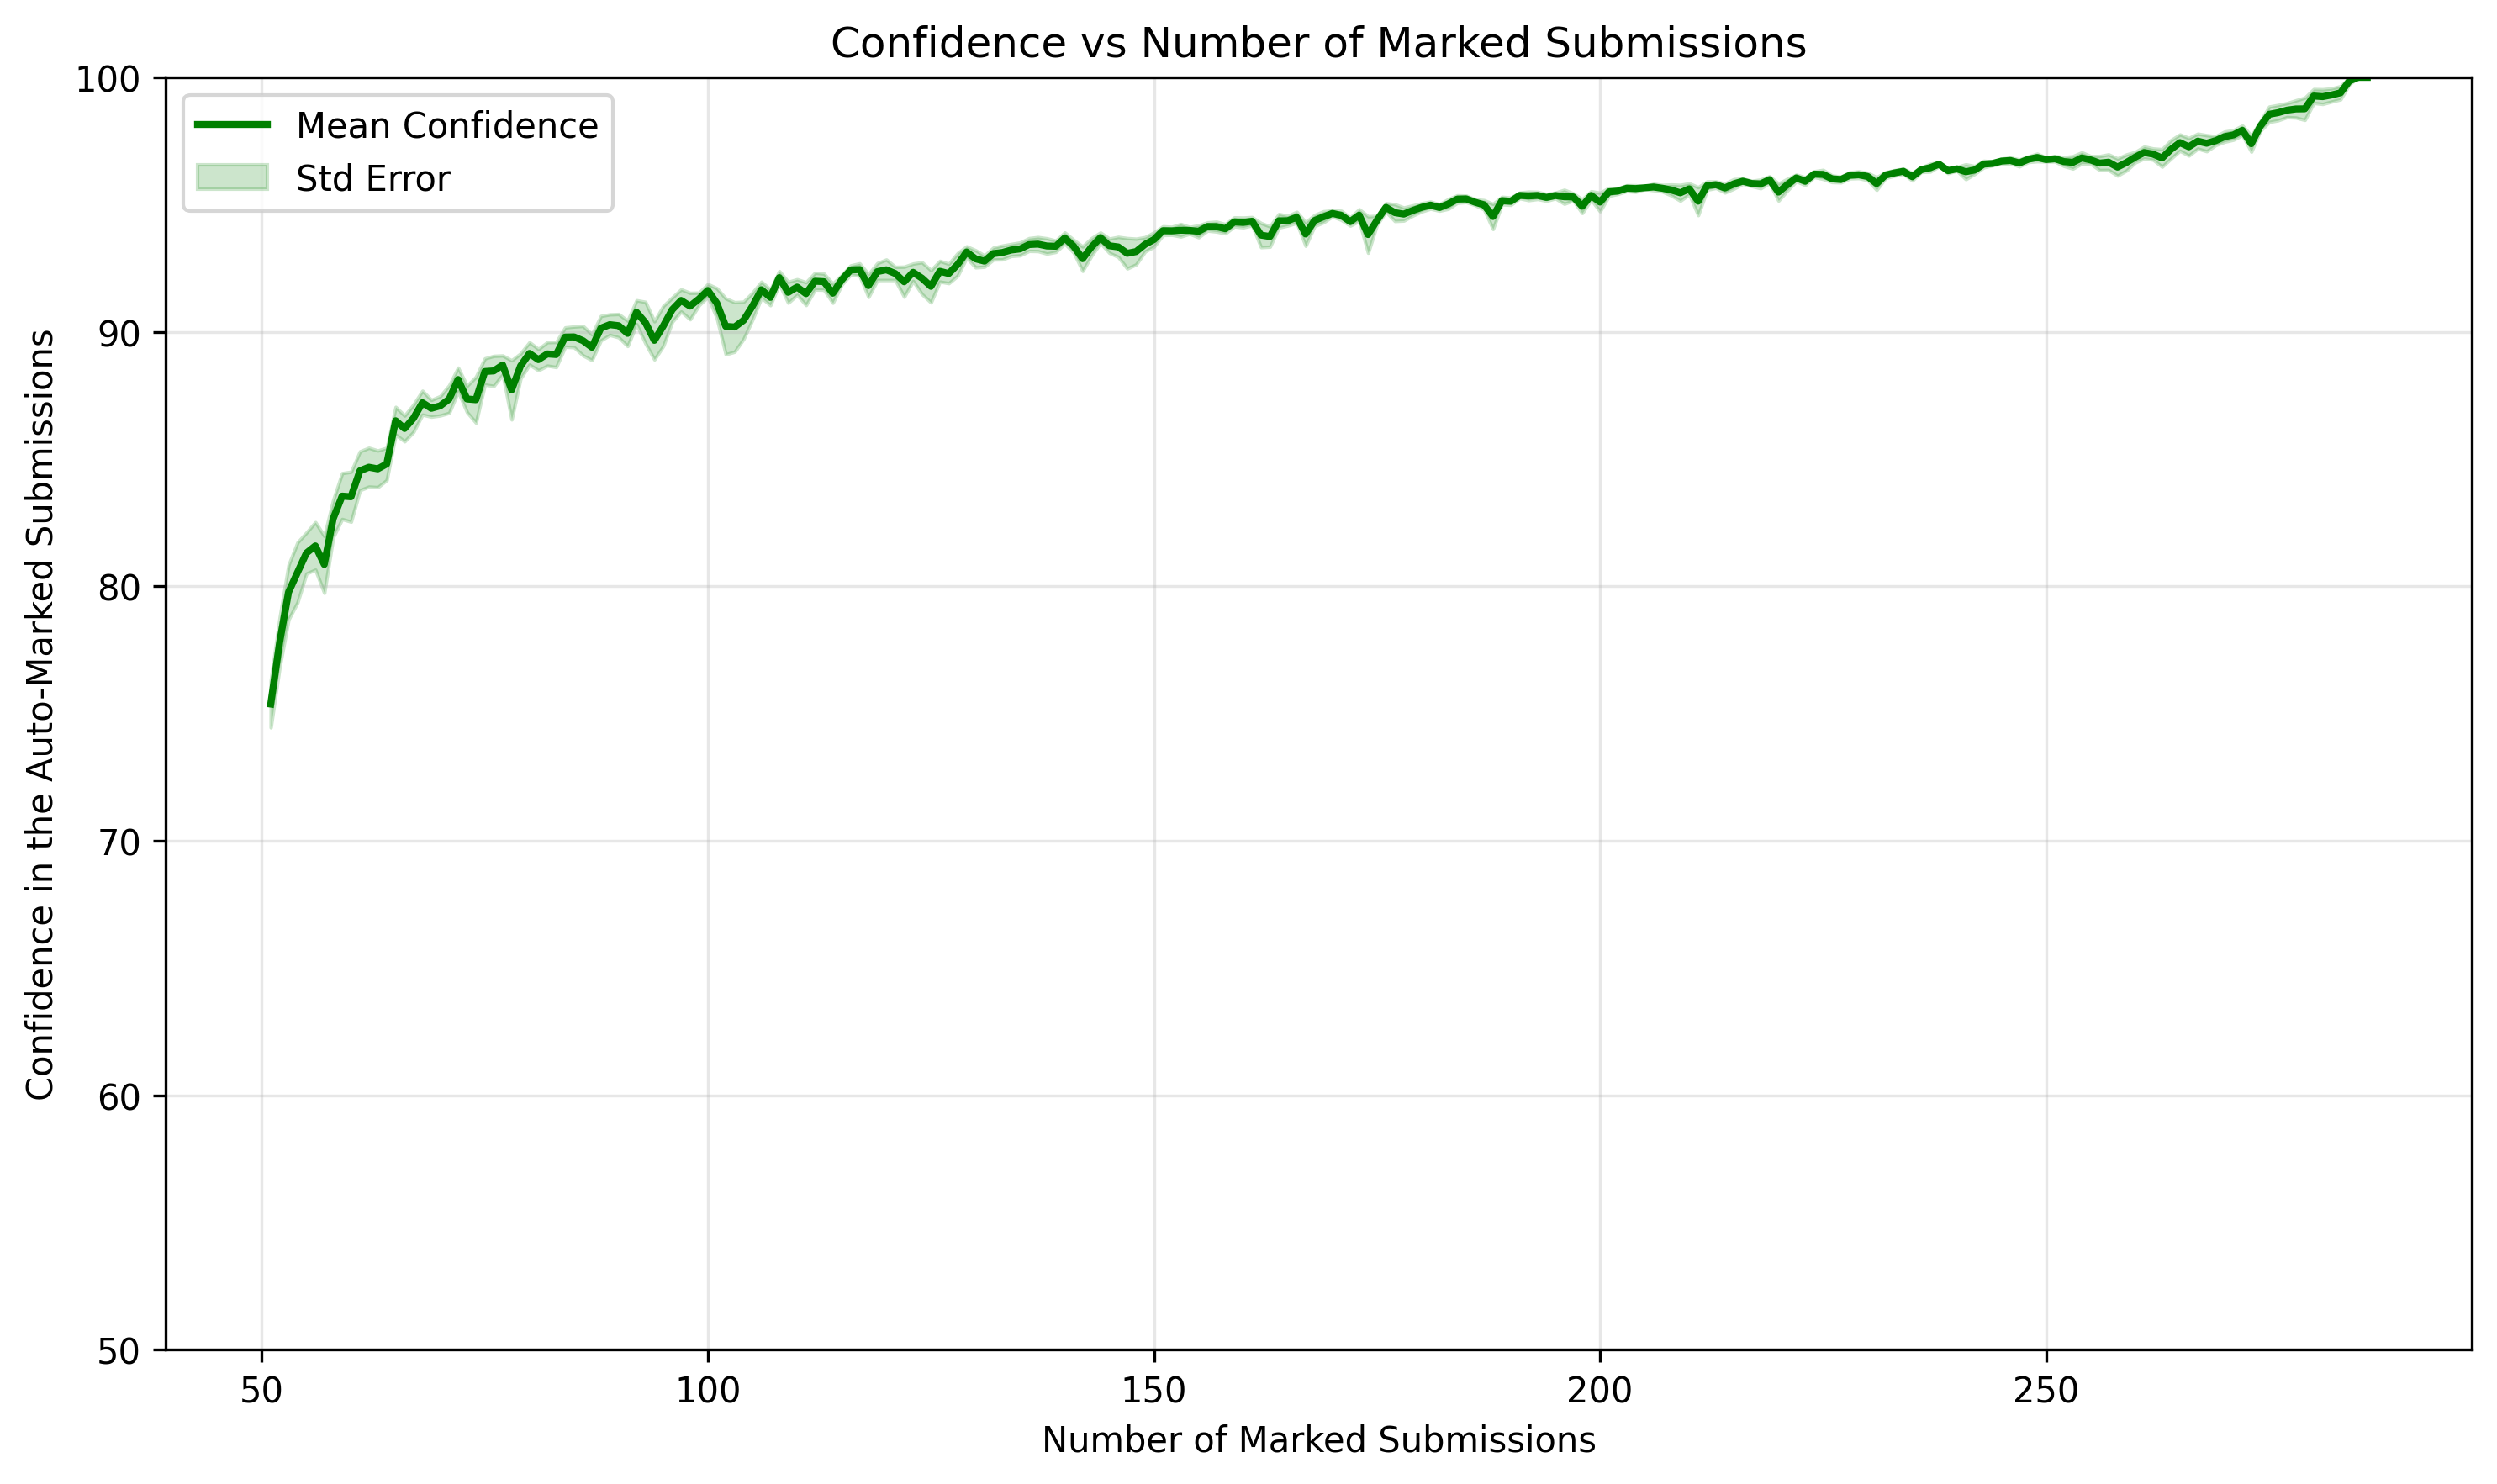 Confidence vs Number of Marked Submissions
Mean Confidence
Std Error
Confidence in the Auto-Marked Submissions
100
90
80
70
60
50
50
100
150
200
250
Number of Marked Submissions